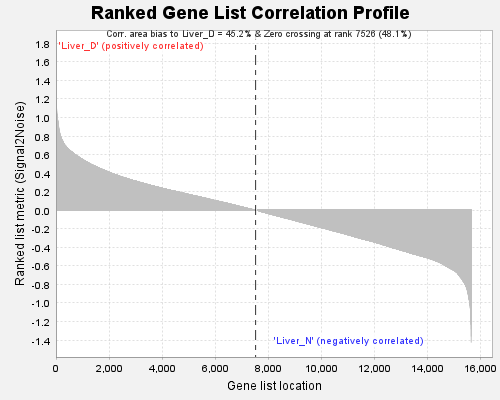 Ranked Gene List Correlation Profile
Corr. area bias to Liver_D = 45.2% & Zero crossing at rank 7526 (48.1%)
'Liver_D' (positively correlated)
1.8
1.6
1.4
1.2
1.0
0.8
0.6
0.4
0.2
0.0
-0.2
-0.4
-0.6
-0.8
-1.0
-1.2
-1.4
Ranked list metric (Signal2Noise)
'Liver_N' (negatively correlated)
0 2,000 4,000 6,000 8,000 10,000 12,000 14,000 16,000
Gene list location